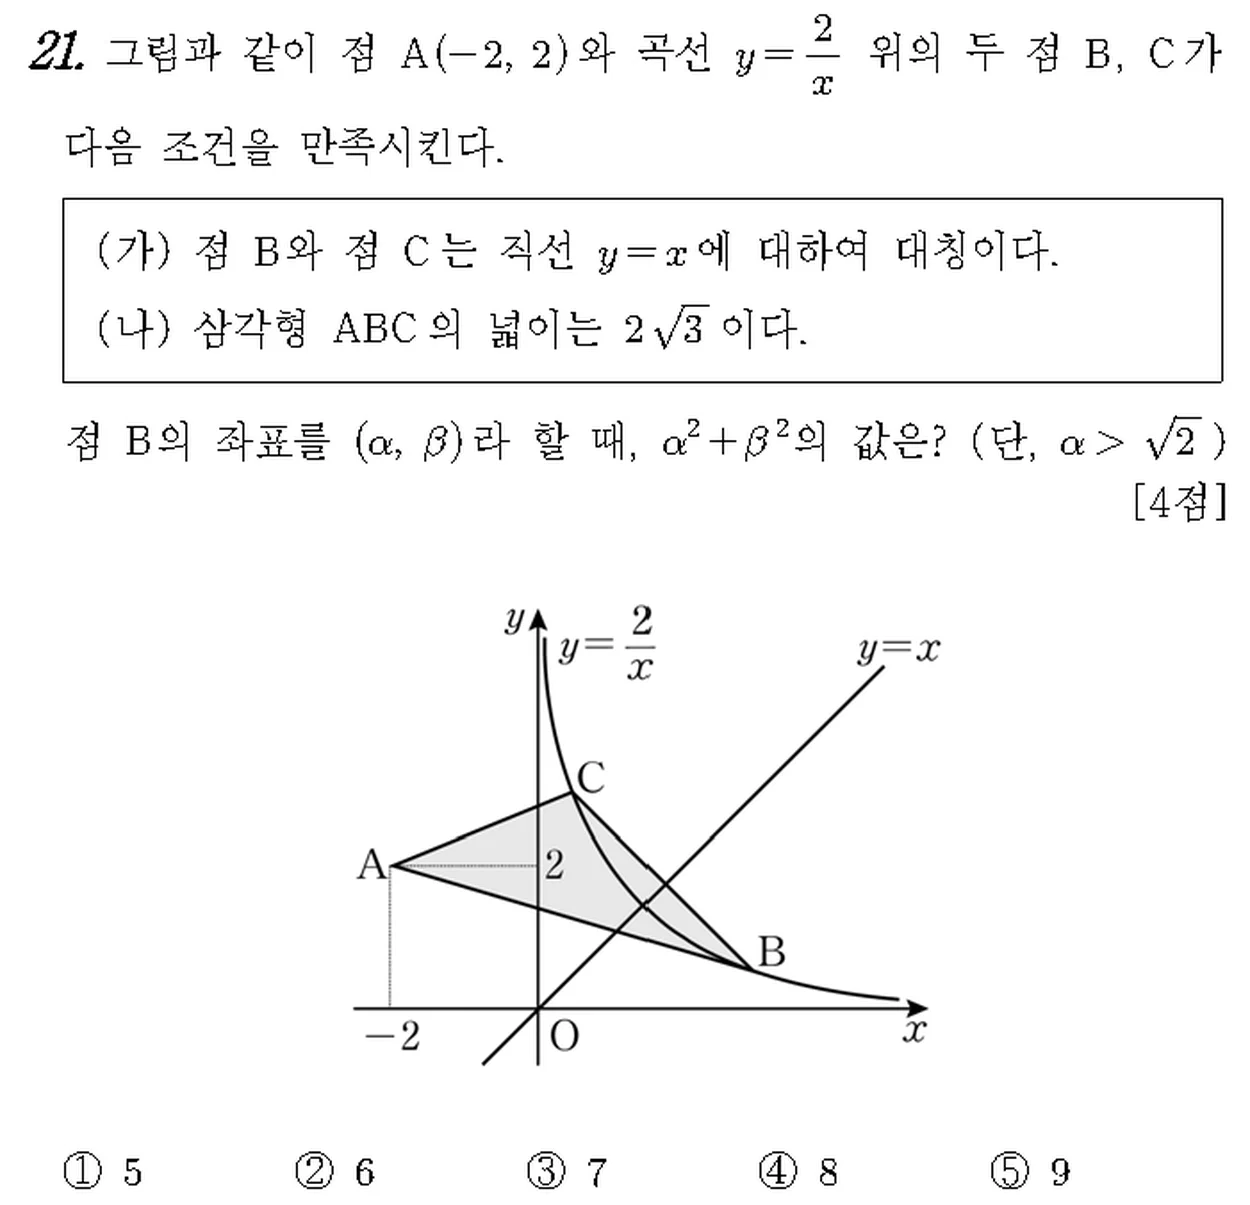 21. 그림과 같이 점 A(−2, 2)와 곡선 y=2/x 위의 두 점 B, C가
다음 조건을 만족시킨다.
(가) 점 B와 점 C는 직선 y=x에 대하여 대칭이다.
(나) 삼각형 ABC의 넓이는 2√3 이다.
점 B의 좌표를 (α, β)라 할 때, α²+β²의 값은? (단, α> √2 )
[4점]
y
y=2/x
y=x
C
A
2
B
−2
O
x
① 5 ② 6 ③ 7 ④ 8 ⑤ 9